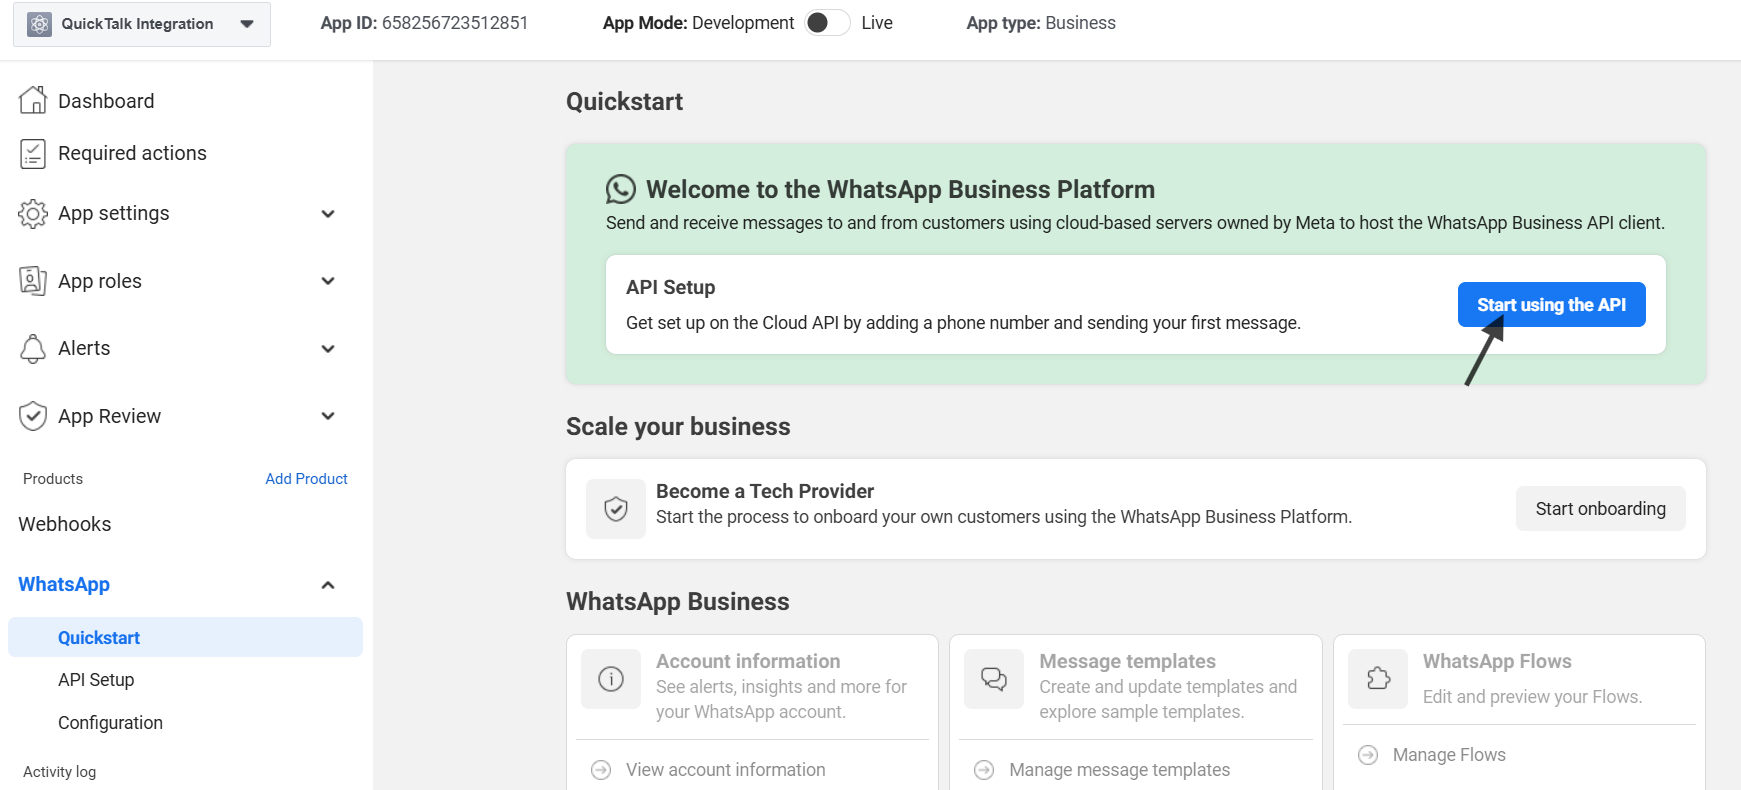 QuickTalk Integration
App ID: 658256723512851
App Mode: Development
Live
App type: Business
Dashboard
Required actions
App settings
App roles
Alerts
App Review
Products
Add Product
Webhooks
WhatsApp
Quickstart
API Setup
Configuration
Activity log
Quickstart
Welcome to the WhatsApp Business Platform
Send and receive messages to and from customers using cloud-based servers owned by Meta to host the WhatsApp Business API client.
API Setup
Get set up on the Cloud API by adding a phone number and sending your first message.
Start using the API
Scale your business
Become a Tech Provider
Start the process to onboard your own customers using the WhatsApp Business Platform.
Start onboarding
WhatsApp Business
Account information
See alerts, insights and more for
your WhatsApp account.
View account information
Message templates
Create and update templates and
explore sample templates.
Manage message templates
WhatsApp Flows
Edit and preview your Flows.
Manage Flows